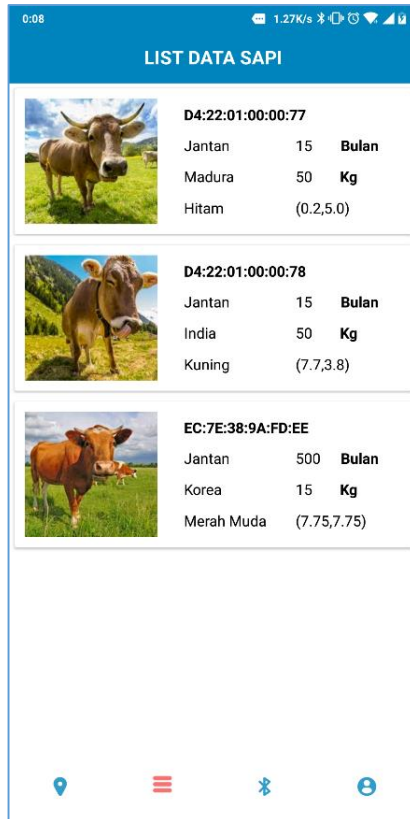 0:08 1.27K/s
LIST DATA SAPI
D4:22:01:00:00:77
Jantan 15 Bulan
Madura 50 Kg
Hitam (0.2,5.0)
D4:22:01:00:00:78
Jantan 15 Bulan
India 50 Kg
Kuning (7.7,3.8)
EC:7E:38:9A:FD:EE
Jantan 500 Bulan
Korea 15 Kg
Merah Muda (7.75,7.75)